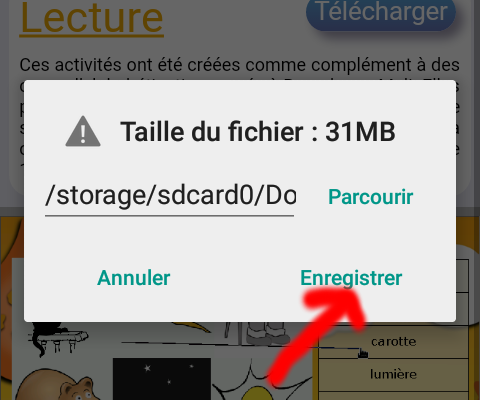 Lecture
Télécharger
Ces activités ont été créées comme complément à des
Taille du fichier : 31MB
/storage/sdcard0/Do
Parcourir
Annuler
Enregistrer
carotte
lumière